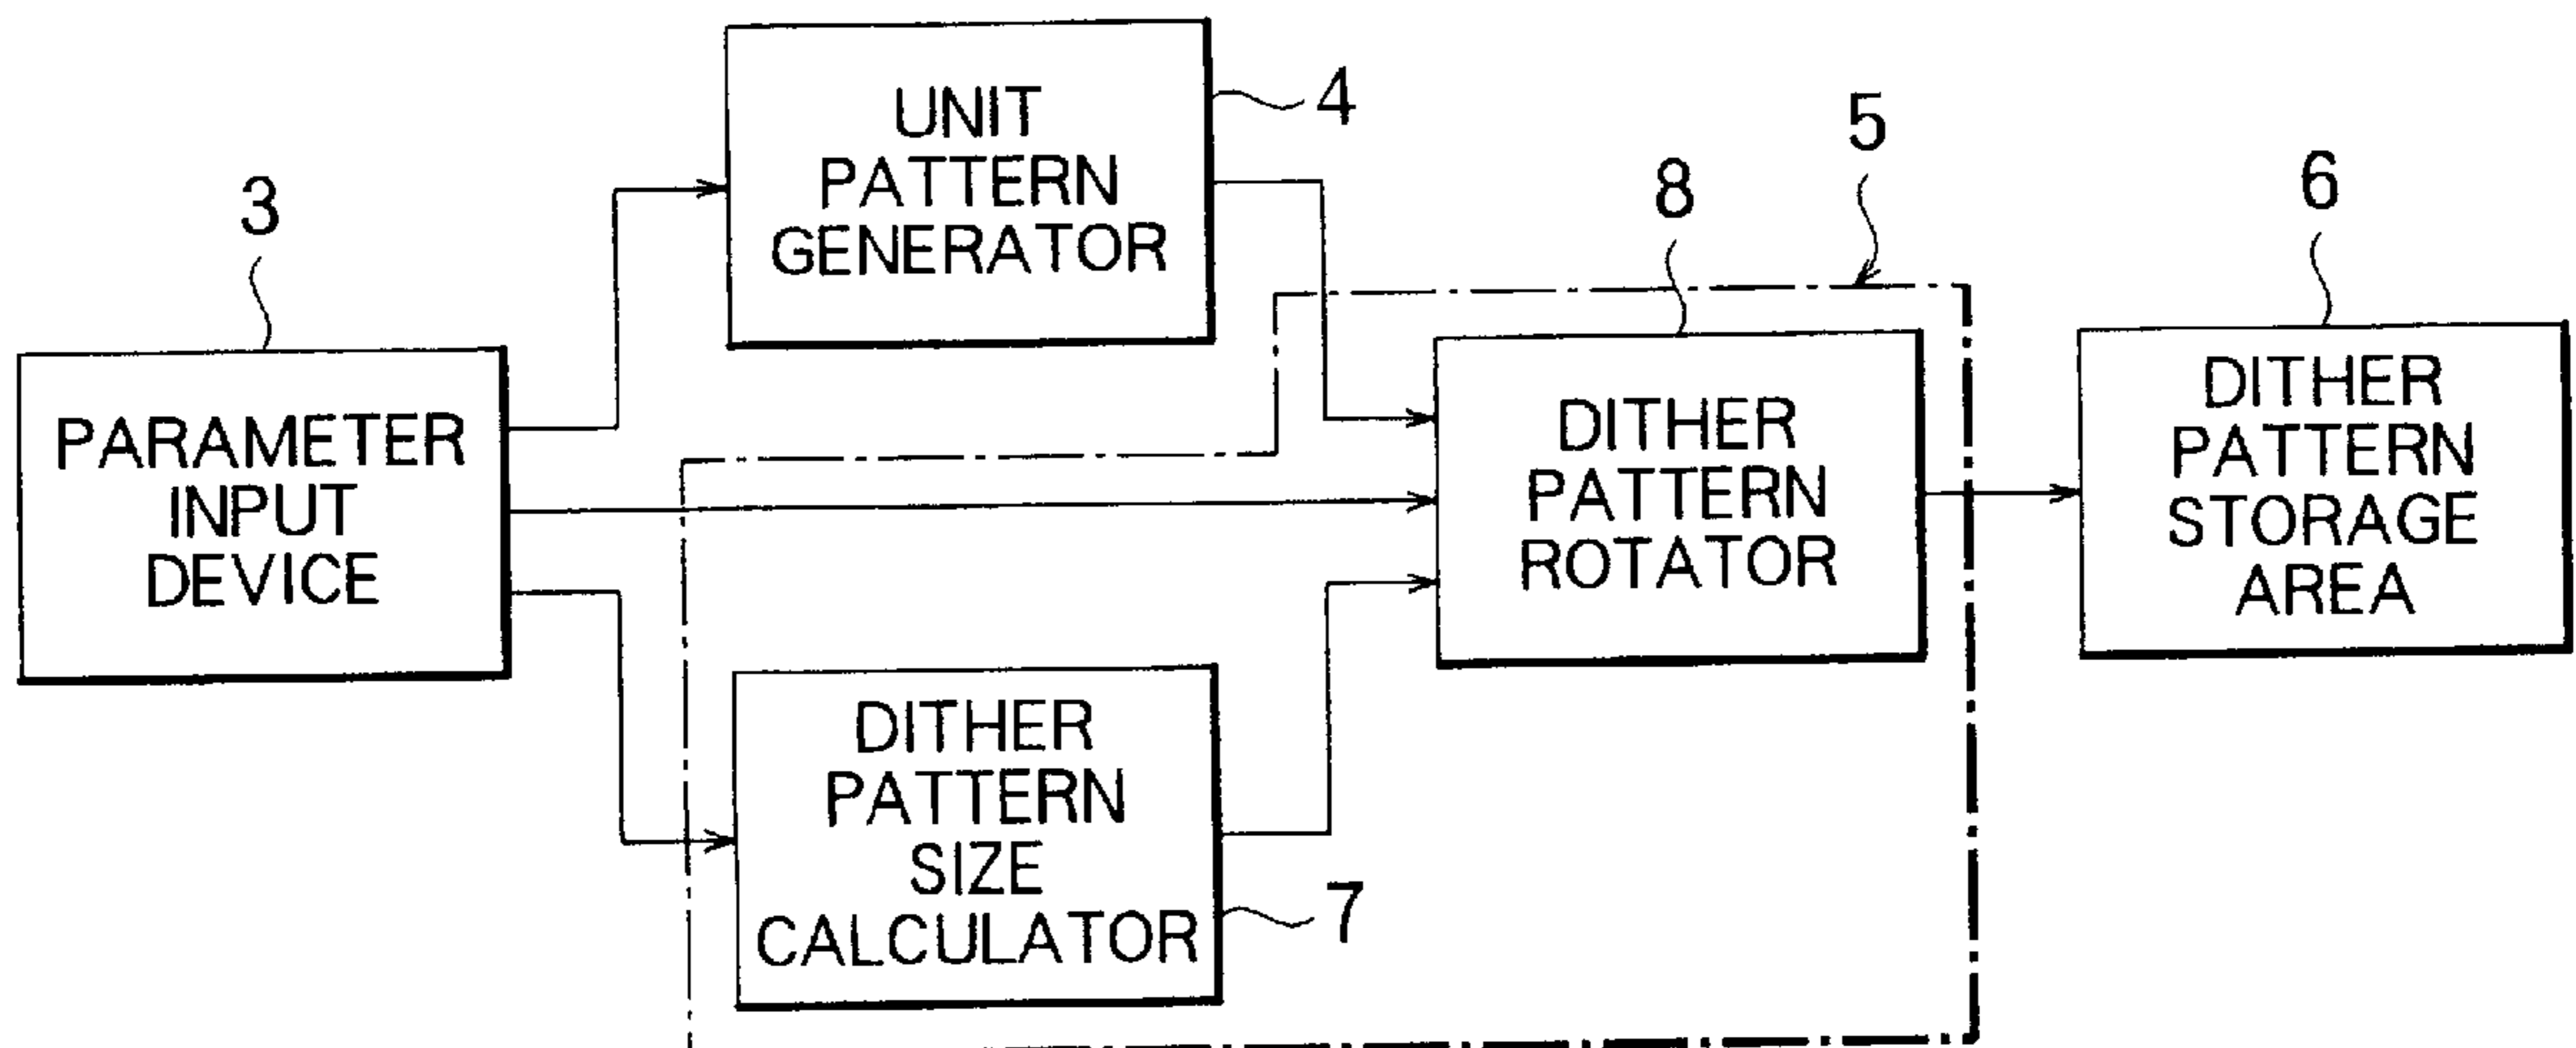 3
PARAMETER
INPUT
DEVICE
4
UNIT
PATTERN
GENERATOR
5
8
DITHER
PATTERN
ROTATOR
7
DITHER
PATTERN
SIZE
CALCULATOR
6
DITHER
PATTERN
STORAGE
AREA